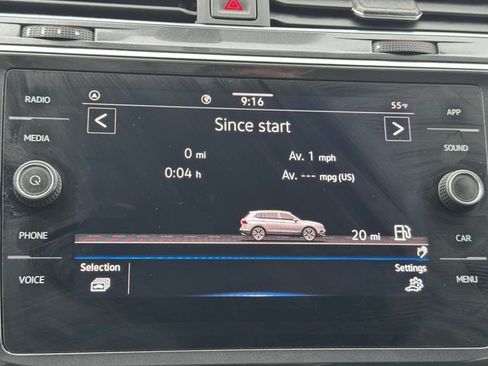 RADIO
9:16
55°F
APP
<
Since start
>
MEDIA
SOUND
0 mi
Av. 1 mph
0:04 h
Av. --- mpg (US)
PHONE
20 mi
CAR
Selection
Settings
VOICE
MENU